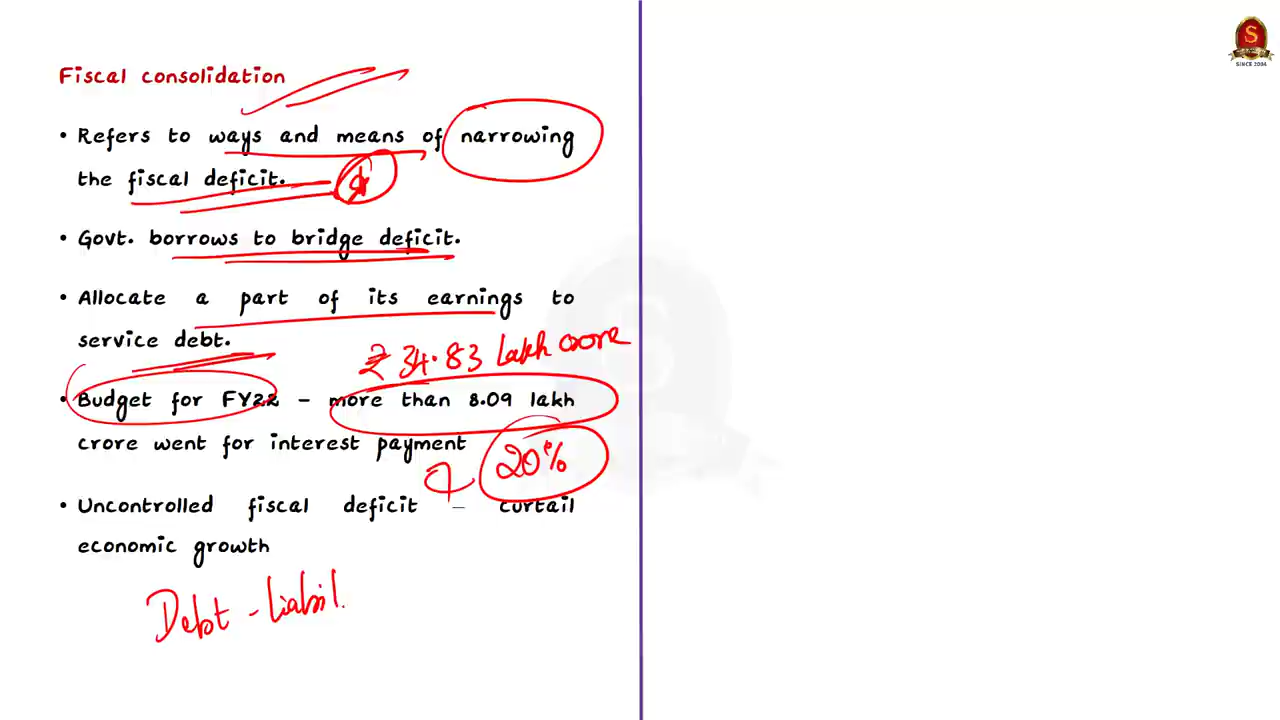 Fiscal consolidation
• Refers to ways and means of narrowing
the fiscal deficit.
• Govt. borrows to bridge deficit.
• Allocate a part of its earnings to
service debt.
₹ 34.83 lakh crore
• Budget for FY22 – more than 8.09 lakh
crore went for interest payment
20%
• Uncontrolled fiscal deficit – curtail
economic growth
Debt - Liabil
S
SINCE 2004